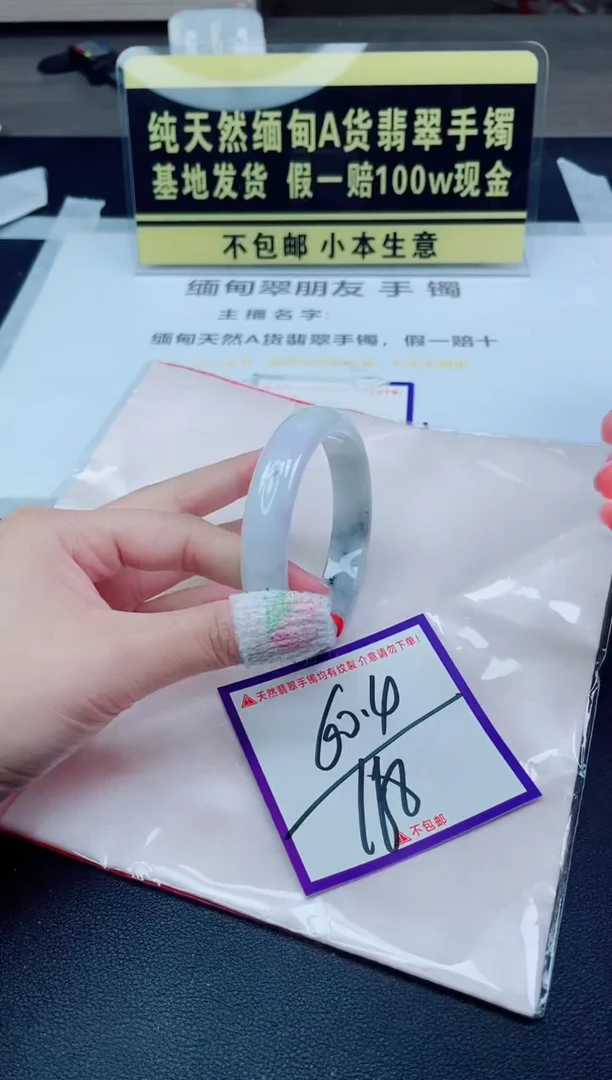 纯天然缅甸A货翡翠手镯
基地发货 假一赔100w现金
不包邮 小本生意
缅甸翠朋友 手镯
主播名字:
缅甸天然A货翡翠手镯，假一赔十
天然翡翠手镯均有纹裂 介意请勿下单!
60.4
不包邮